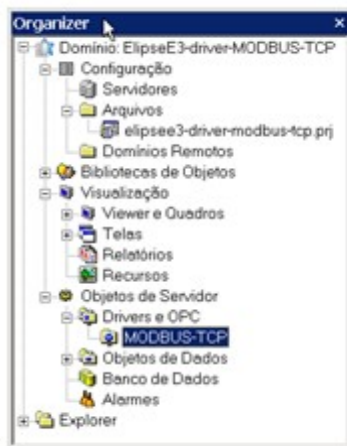 Organizer
Domínio: ElipseE3-driver-MODBUS-TCP
Configuração
Servidores
Arquivos
elipsee3-driver-modbus-tcp.prj
Domínios Remotos
Bibliotecas de Objetos
Visualização
Viewer e Quadros
Telas
Relatórios
Recursos
Objetos de Servidor
Drivers e OPC
MODBUS-TCP
Objetos de Dados
Banco de Dados
Alarmes
Explorer